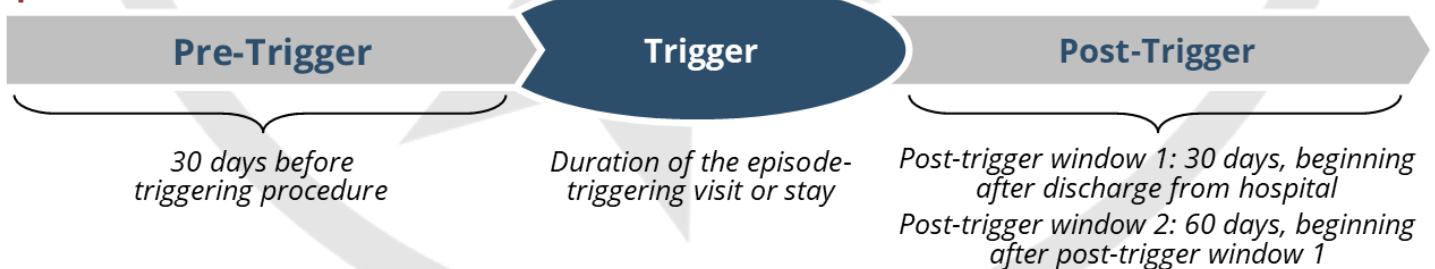 Pre-Trigger
Trigger
Post-Trigger
30 days before
triggering procedure
Duration of the episode-
triggering visit or stay
Post-trigger window 1: 30 days, beginning
after discharge from hospital
Post-trigger window 2: 60 days, beginning
after post-trigger window 1